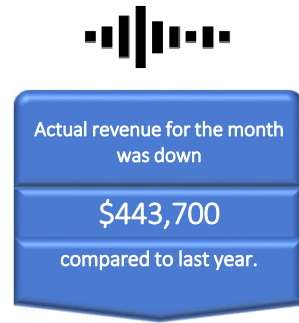 Actual revenue for the month
was down
$443,700
compared to last year.